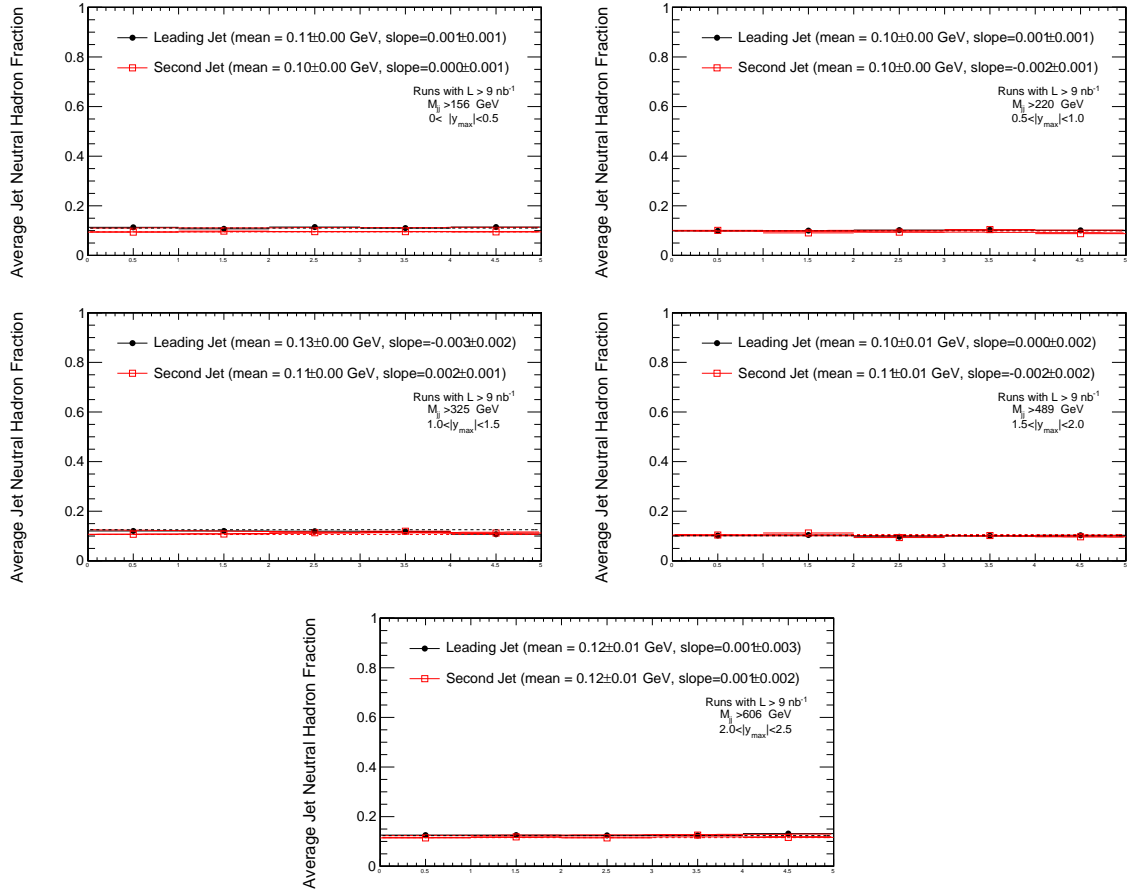 Average Jet Neutral Hadron Fraction
1
0.8
0.6
0.4
0.2
0
Leading Jet (mean = 0.11±0.00 GeV, slope=0.001±0.001)
Second Jet (mean = 0.10±0.00 GeV, slope=0.000±0.001)
Runs with L > 9 nb⁻¹
M_jj >156 GeV
0< |y_max|<0.5
0 0.5 1 1.5 2 2.5 3 3.5 4 4.5 5
Average Jet Neutral Hadron Fraction
1
0.8
0.6
0.4
0.2
0
Leading Jet (mean = 0.10±0.00 GeV, slope=0.001±0.001)
Second Jet (mean = 0.10±0.00 GeV, slope=-0.002±0.001)
Runs with L > 9 nb⁻¹
M_jj >220 GeV
0.5<|y_max|<1.0
0 0.5 1 1.5 2 2.5 3 3.5 4 4.5 5
Average Jet Neutral Hadron Fraction
1
0.8
0.6
0.4
0.2
0
Leading Jet (mean = 0.13±0.00 GeV, slope=-0.003±0.002)
Second Jet (mean = 0.11±0.00 GeV, slope=0.002±0.001)
Runs with L > 9 nb⁻¹
M_jj >325 GeV
1.0<|y_max|<1.5
0 0.5 1 1.5 2 2.5 3 3.5 4 4.5 5
Average Jet Neutral Hadron Fraction
1
0.8
0.6
0.4
0.2
0
Leading Jet (mean = 0.10±0.01 GeV, slope=0.000±0.002)
Second Jet (mean = 0.11±0.01 GeV, slope=-0.002±0.002)
Runs with L > 9 nb⁻¹
M_jj >489 GeV
1.5<|y_max|<2.0
0 0.5 1 1.5 2 2.5 3 3.5 4 4.5 5
Average Jet Neutral Hadron Fraction
1
0.8
0.6
0.4
0.2
0
Leading Jet (mean = 0.12±0.01 GeV, slope=0.001±0.003)
Second Jet (mean = 0.12±0.01 GeV, slope=0.001±0.002)
Runs with L > 9 nb⁻¹
M_jj >606 GeV
2.0<|y_max|<2.5
0 0.5 1 1.5 2 2.5 3 3.5 4 4.5 5